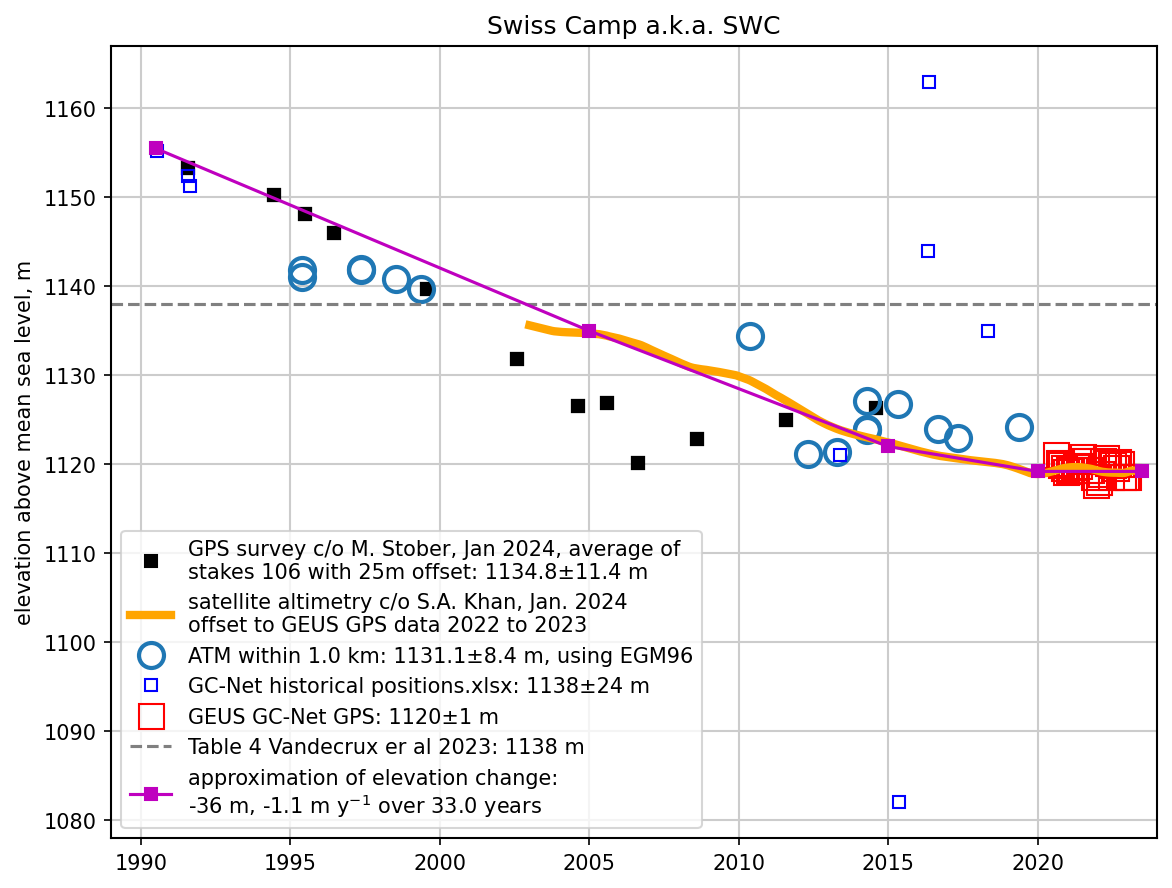 Swiss Camp a.k.a. SWC
elevation above mean sea level, m
1160
1150
1140
1130
1120
1110
1100
1090
1080
GPS survey c/o M. Stober, Jan 2024, average of
stakes 106 with 25m offset: 1134.8±11.4 m
satellite altimetry c/o S.A. Khan, Jan. 2024
offset to GEUS GPS data 2022 to 2023
ATM within 1.0 km: 1131.1±8.4 m, using EGM96
GC-Net historical positions.xlsx: 1138±24 m
GEUS GC-Net GPS: 1120±1 m
Table 4 Vandecrux er al 2023: 1138 m
approximation of elevation change:
-36 m, -1.1 m y⁻¹ over 33.0 years
1990 1995 2000 2005 2010 2015 2020